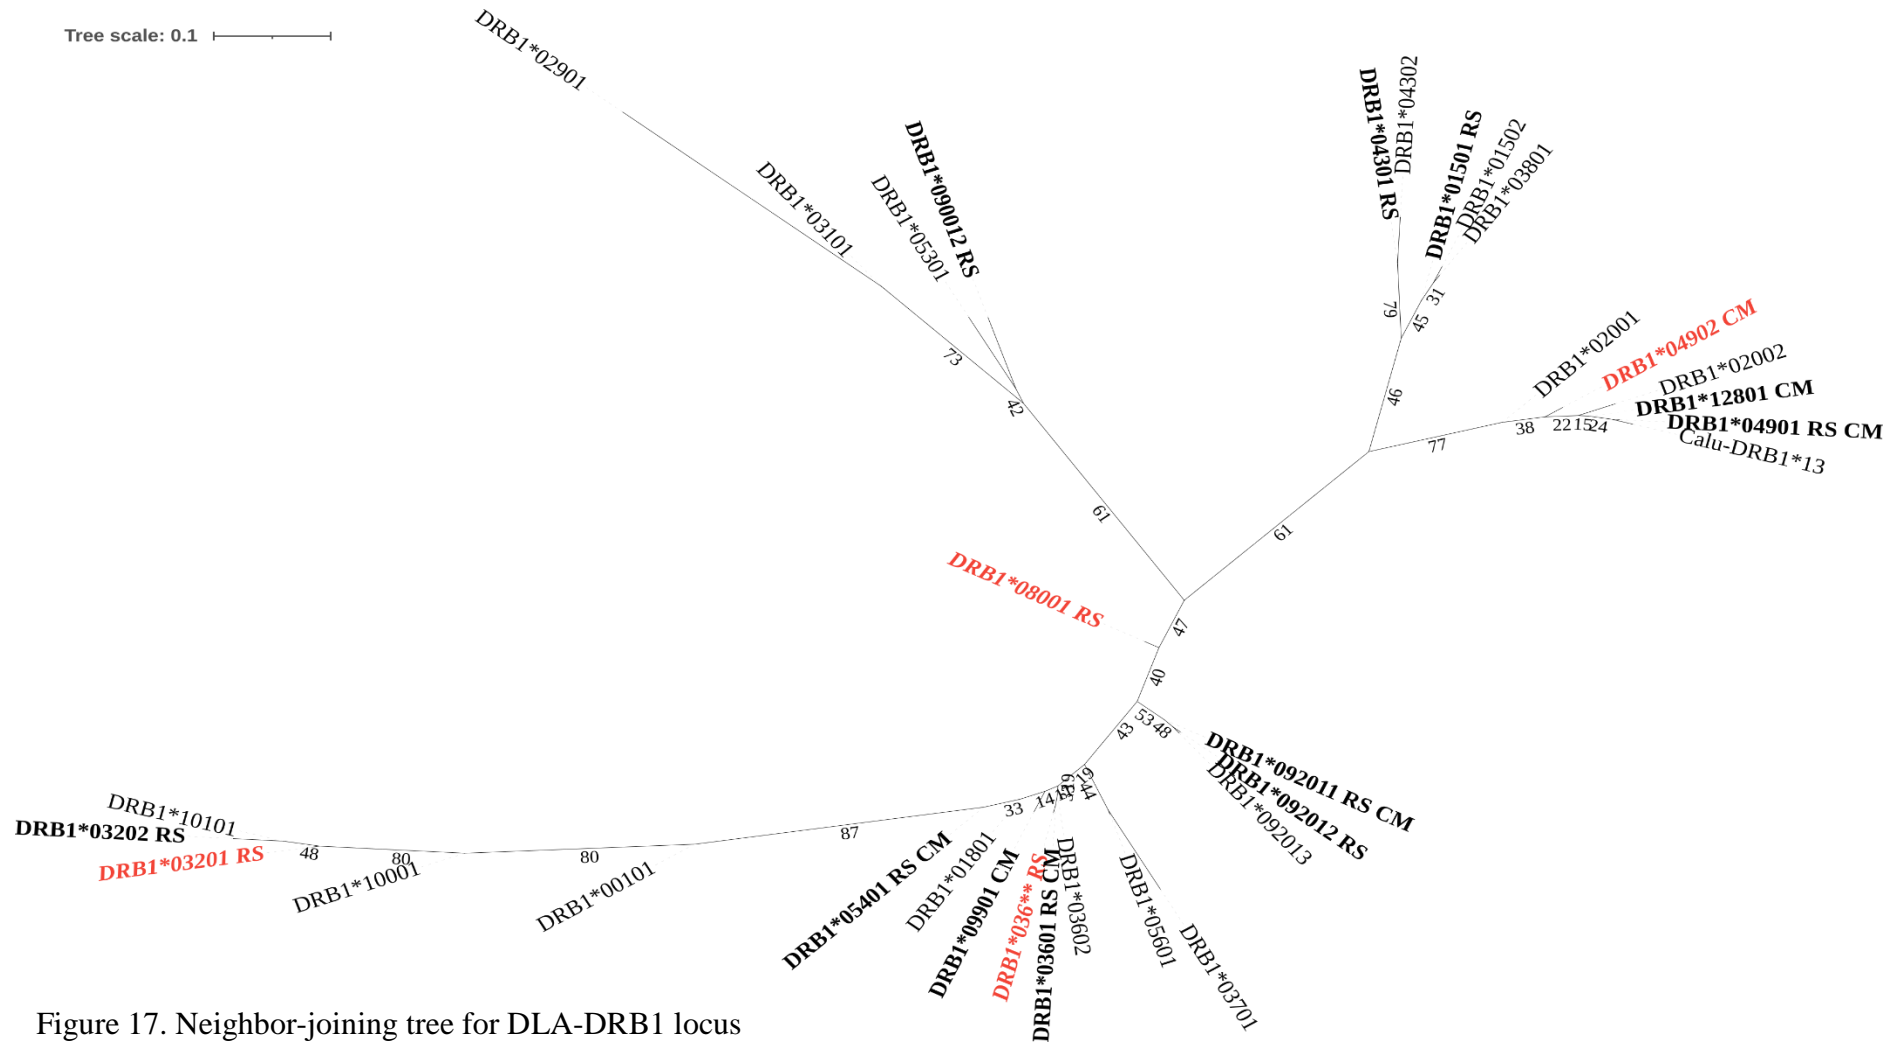 Tree scale: 0.1
DRB1*02901
DRB1*03101
DRB1*05301
DRB1*090012 RS
DRB1*04301 RS
DRB1*04302
DRB1*01501 RS
DRB1*01502
DRB1*03801
DRB1*02001
DRB1*04902 CM
DRB1*02002
DRB1*12801 CM
DRB1*04901 RS CM
Calu-DRB1*13
73
42
61
79
31
45
46
77
38
22
15
24
61
DRB1*08001 RS
47
40
53
48
43
DRB1*092011 RS CM
DRB1*092012 RS
DRB1*092013
19
44
14
33
87
80
80
48
DRB1*10101
DRB1*03202 RS
DRB1*03201 RS
DRB1*10001
DRB1*00101
DRB1*05401 RS CM
DRB1*01801
DRB1*09901 CM
DRB1*036** RS
DRB1*03601 RS CM
DRB1*03602
DRB1*05601
DRB1*03701
Figure 17. Neighbor-joining tree for DLA-DRB1 locus